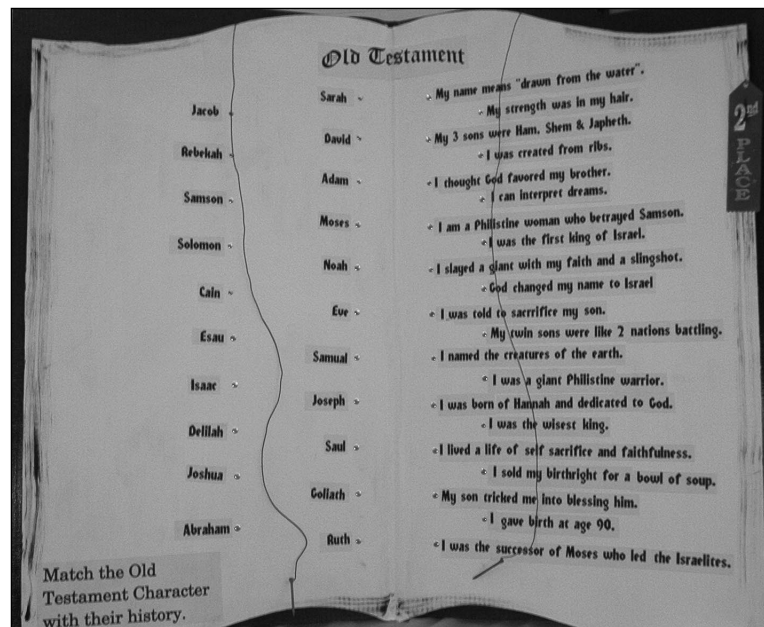 Old Testament
Jacob
Rebekah
Samson
Solomon
Cain
Esau
Isaac
Delilah
Joshua
Abraham
Sarah
David
Adam
Moses
Noah
Eve
Samual
Joseph
Saul
Goliath
Ruth
My name means "drawn from the water".
My strength was in my hair.
My 3 sons were Ham, Shem & Japheth.
I was created from ribs.
I thought God favored my brother.
I can interpret dreams.
I am a Philistine woman who betrayed Samson.
I was the first king of Israel.
I slayed a giant with my faith and a slingshot.
God changed my name to Israel
I was told to sacrrifice my son.
My twin sons were like 2 nations battling.
I named the creatures of the earth.
I was a giant Philistine warrior.
I was born of Hannah and dedicated to God.
I was the wisest king.
I lived a life of self sacrifice and faithfulness.
I sold my birthright for a bowl of soup.
My son tricked me into blessing him.
I gave birth at age 90.
I was the successor of Moses who led the Israelites.
2nd
PLACE
Match the Old
Testament Character
with their history.